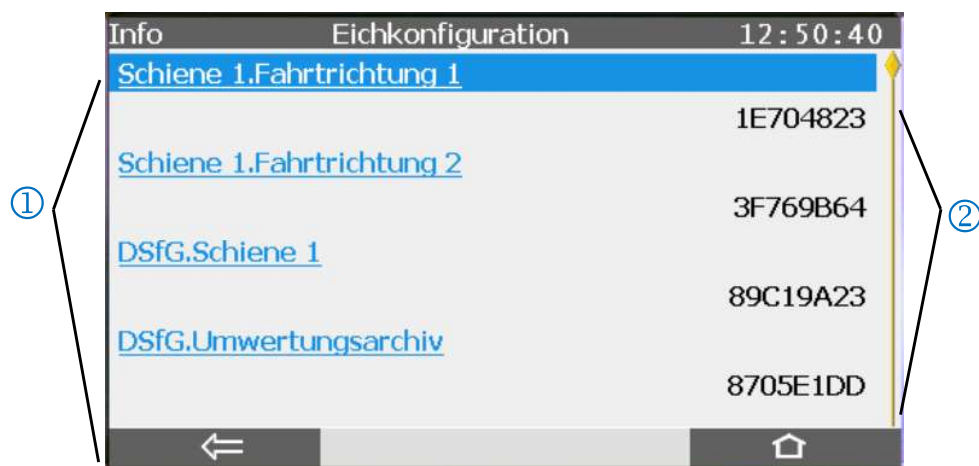 Info Eichkonfiguration 12:50:40
Schiene 1.Fahrtrichtung 1
1E704823
Schiene 1.Fahrtrichtung 2
① 3F769B64 ②
DSfG.Schiene 1
89C19A23
DSfG.Umwertungsarchiv
8705E1DD